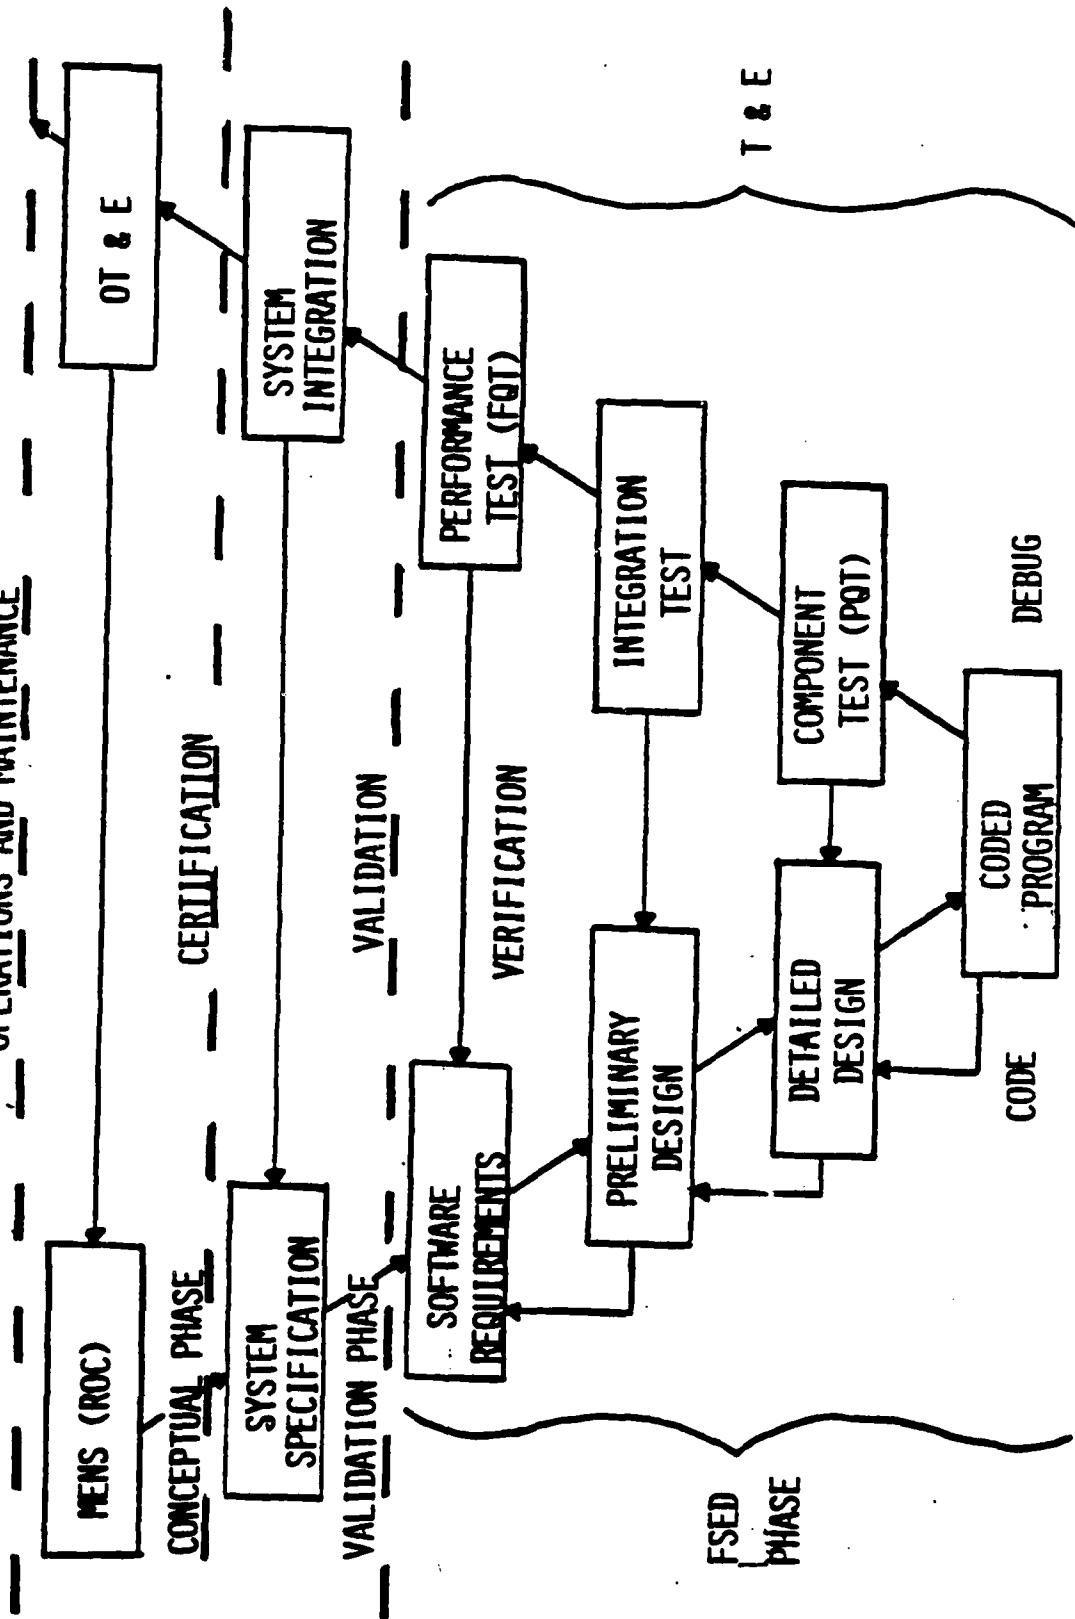 OPERATIONS AND MAINTENANCE
MENS (ROC)
OT & E
CONCEPTUAL PHASE
CERTIFICATION
SYSTEM
SPECIFICATION
SYSTEM
INTEGRATION
VALIDATION PHASE
VALIDATION
SOFTWARE
REQUIREMENTS
PERFORMANCE
TEST (FQT)
VERIFICATION
PRELIMINARY
DESIGN
INTEGRATION
TEST
FSED
PHASE
T & E
DETAILED
DESIGN
COMPONENT
TEST (PQT)
CODED
PROGRAM
CODE
DEBUG